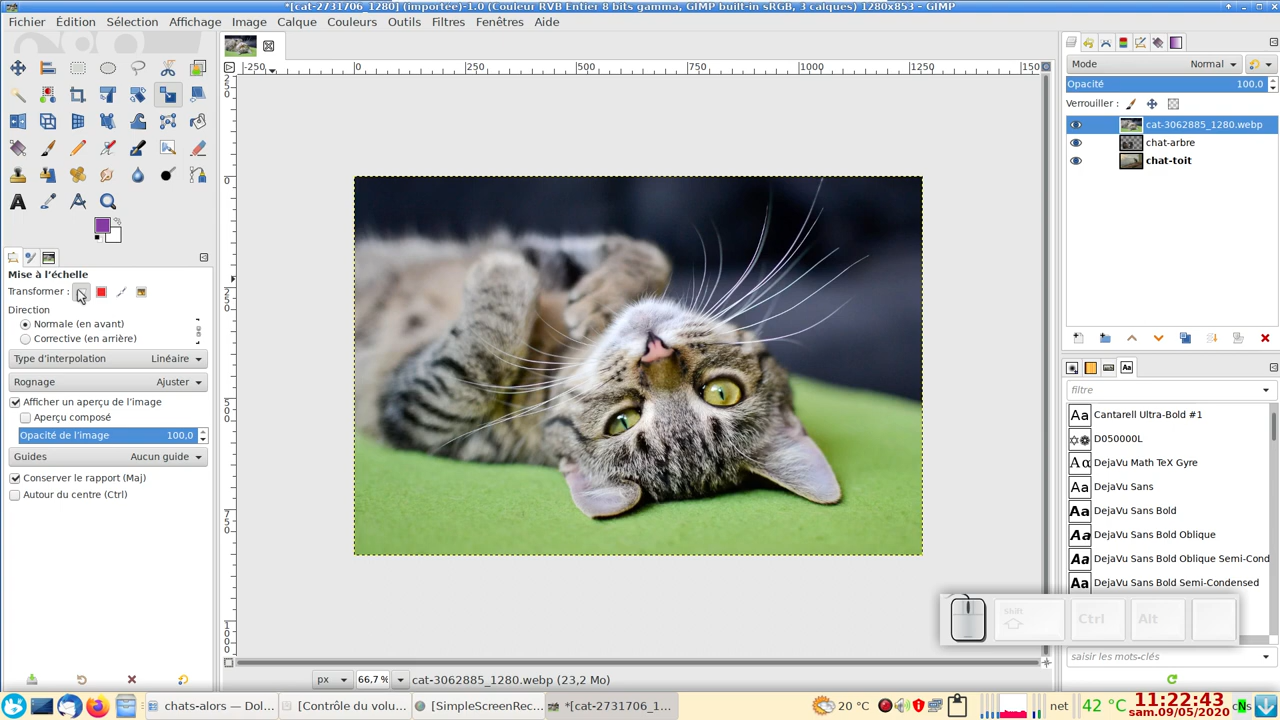 *[cat-2731706_1280] (importée)-1.0 (Couleur RVB Entier 8 bits gamma, GIMP built-in sRGB, 3 calques) 1280x853 – GIMP
Fichier Édition Sélection Affichage Image Calque Couleurs Outils Filtres Fenêtres Aide
-250 0 250 500 750 1000 1250 150
Mode Normal
Opacité 100,0
Verrouiller :
cat-3062885_1280.webp
chat-arbre
chat-toit
Mise à l'échelle
Transformer :
Direction
Normale (en avant)
Corrective (en arrière)
Type d'interpolation Linéaire
Rognage Ajuster
Afficher un aperçu de l'image
Aperçu composé
Opacité de l'image 100,0
Guides Aucun guide
Conserver le rapport (Maj)
Autour du centre (Ctrl)
filtre
Aa Cantarell Ultra-Bold #1
D050000L
DejaVu Math TeX Gyre
Aa DejaVu Sans
Aa DejaVu Sans Bold
Aa DejaVu Sans Bold Oblique
Aa DejaVu Sans Bold Oblique Semi-Cond
Aa DejaVu Sans Bold Semi-Condensed
Shift Ctrl Alt
saisir les mots-clés
px 66,7 % cat-3062885_1280.webp (23,2 Mo)
chats-alors — Dol... [Contrôle du volu... [SimpleScreenRec... *[cat-2731706_1... 20 °C net 42 °C 11:22:43
sam.09/05/2020